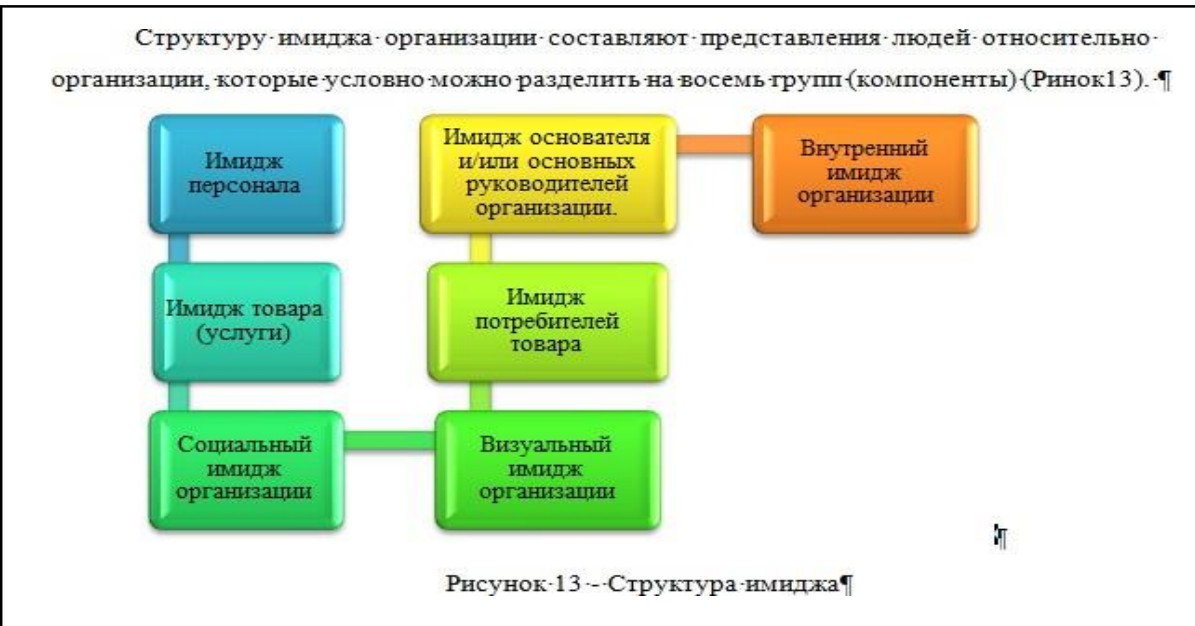 Структуру·имиджа·организации·составляют·представления·людей·относительно·
организации,·которые·условно·можно·разделить·на·восемь·групп·(компоненты)·(Ринок13).·¶
Имидж
персонала
Имидж товара
(услуги)
Социальный
имидж
организации
Визуальный
имидж
организации
Имидж
потребителей
товара
Имидж основателя
и/или основных
руководителей
организации.
Внутренний
имидж
организации
¶
Рисунок·13·-·Структура·имиджа¶